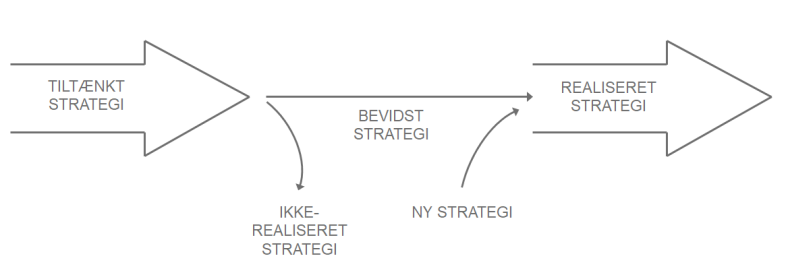 TILTÆNKT
STRATEGI
BEVIDST
STRATEGI
REALISERET
STRATEGI
IKKE-
REALISERET
STRATEGI
NY STRATEGI